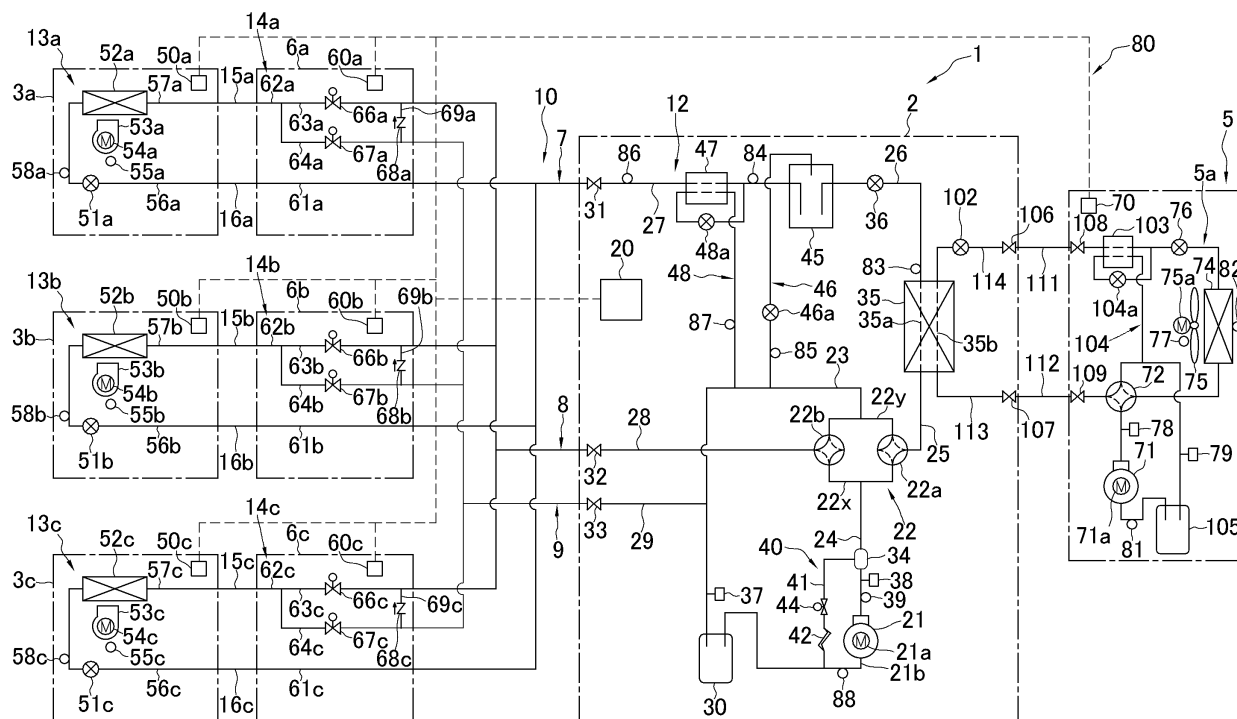 13a 52a 50a 57a 15a 14a 6a 60a 62a
3a 53a 54a 55a 63a 66a 69a 64a 67a 68a
58a 51a 56a 16a 61a
10 7 1 80 2 12 5
86 47 84 26 102 106 70 108 103 76 5a
31 27 48a 45 36 114 111 104a 75a 74 82
20 48 46 83 46a 35 35a 35b 104 77 75
87 85 23 112 109 72
13b 52b 50b 57b 15b 14b 6b 60b 62b 69b
3b 53b 54b 55b 63b 66b 64b 67b 68b
58b 51b 56b 16b 61b
8 28 22b 22y 25 113 107 78 71 79
32 22x 22a 22
9 33 29 24 34 71a 81 105
13c 52c 50c 57c 15c 14c 6c 60c 62c 69c
3c 53c 54c 55c 63c 66c 64c 67c 68c
58c 51c 56c 16c 61c
40 41 38 39 37 44 42 21 21a 21b
30 88
M
M
M
M
M
M